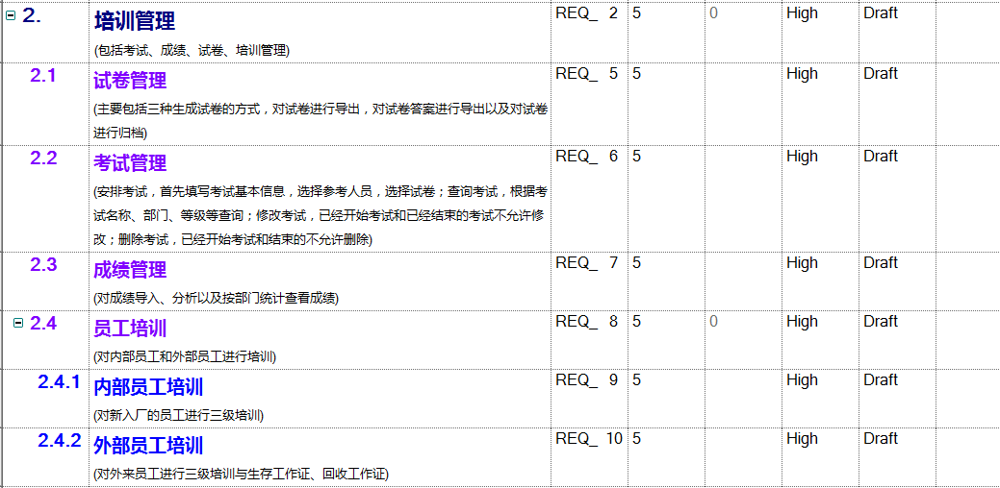 2. 培训管理 REQ_ 2 5 0 High Draft
(包括考试、成绩、试卷、培训管理)
2.1 试卷管理 REQ_ 5 5 High Draft
(主要包括三种生成试卷的方式，对试卷进行导出，对试卷答案进行导出以及对试卷
进行归档)
2.2 考试管理 REQ_ 6 5 High Draft
(安排考试，首先填写考试基本信息，选择参考人员，选择试卷；查询考试，根据考
试名称、部门、等级等查询；修改考试，已经开始考试和已经结束的考试不允许修
改；删除考试，已经开始考试和结束的不允许删除)
2.3 成绩管理 REQ_ 7 5 High Draft
(对成绩导入、分析以及按部门统计查看成绩)
2.4 员工培训 REQ_ 8 5 0 High Draft
(对内部员工和外部员工进行培训)
2.4.1 内部员工培训 REQ_ 9 5 High Draft
(对新入厂的员工进行三级培训)
2.4.2 外部员工培训 REQ_ 10 5 High Draft
(对外来员工进行三级培训与生存工作证、回收工作证)